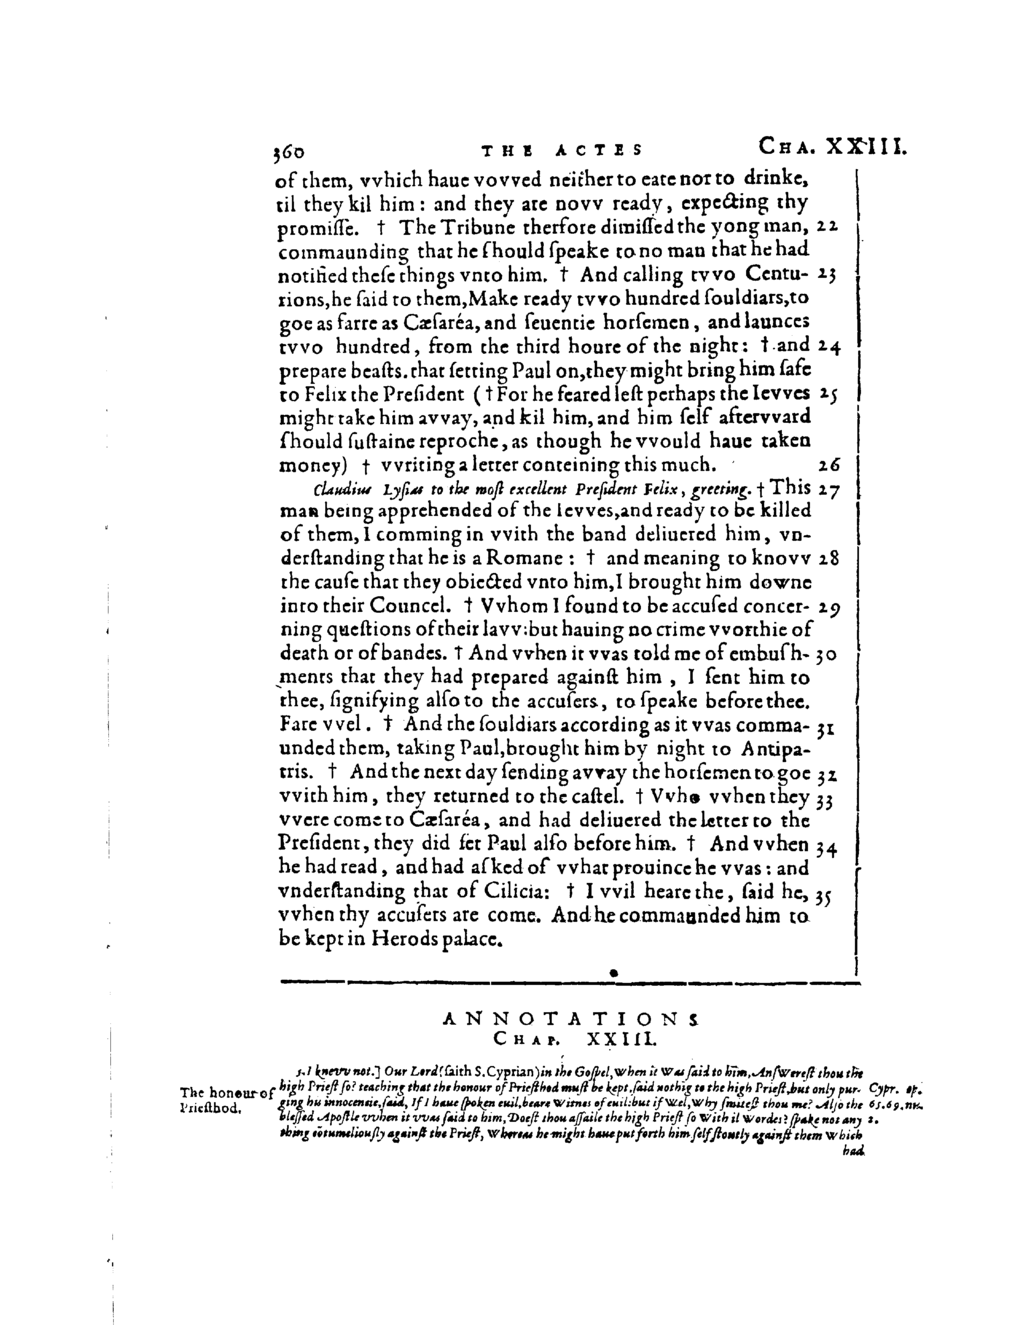 360 THE ACTES CHA. XXIII.
of them, vvhich haue vovved neither to eate nor to drinke,
til they kil him : and they are novv ready, expecting thy
promisse. † The Tribune therfore dimissed the yong man, 22
commaunding that he should speake to no man that he had
notified these things vnto him. † And calling tvvo Centu- 23
rions, he said to them, Make ready tvvo hundred souldiars, to
goe as farre as Cæsaréa, and seuentie horsemen, and launces
tvvo hundred, from the third houre of the night : † and 24
prepare beasts. that setting Paul on, they might bring him safe
to Felix the President († For he feared lest perhaps the Ievves 25
might take him avvay, and kil him, and him self aftervvard
should sustaine reproche, as though he vvould haue taken
money) † vvriting a letter conteining this much. 26
Claudius Lysias to the most excellent President Felix, greeting. † This 27
man being apprehended of the Ievves, and ready to be killed
of them, I comming in vvith the band deliuered him, vn-
derstanding that he is a Romane : † and meaning to knovv 28
the cause that they obiected vnto him, I brought him downe
into their Councel. † Vvhom I found to be accused concer- 29
ning questions of their lavv: but hauing no crime vvorthie of
death or of bandes. † And vvhen it vvas told me of embush- 30
ments that they had prepared against him, I sent him to
thee, signifying also to the accusers, to speake before thee.
Fare vvel. † And the souldiars according as it vvas comma- 31
unded them, taking Paul, brought him by night to Antipa-
tris. † And the next day sending avvay the horsemen to goe 32
vvith him, they returned to the castel. † Vvho vvhen they 33
vvere come to Cæsaréa, and had deliuered the letter to the
President, they did set Paul also before him. † And vvhen 34
he had read, and had asked of vvhat prouince he vvas : and
vnderstanding that of Cilicia: † I vvil heare the, said he, 35
vvhen thy accusers are come. And he commaunded him to
be kept in Herods palace.
ANNOTATIONS
CHAP. XXIII.
5. I knevv not.] Our Lord (saith S. Cyprian) in the Gospel, when it was said to him, Answerest thou the
The honour of high Priest so? teaching that the honour of Priesthod must be kept, said nothig to the high Priest, but only pur- Cypr. ep.
Priesthod. ging his innocencie, said, If I haue spoken euil, beare witnes of euil: but if wel, Why smitest thou me? Also the 65. 69. nu.
blessed Apostle vvhen it vvas said to him, Doest thou assaile the high Priest so with il wordes? spake not any 2.
thing cōtumeliously against the Priest, whereas he might haue put forth him self stoutly against them which
had